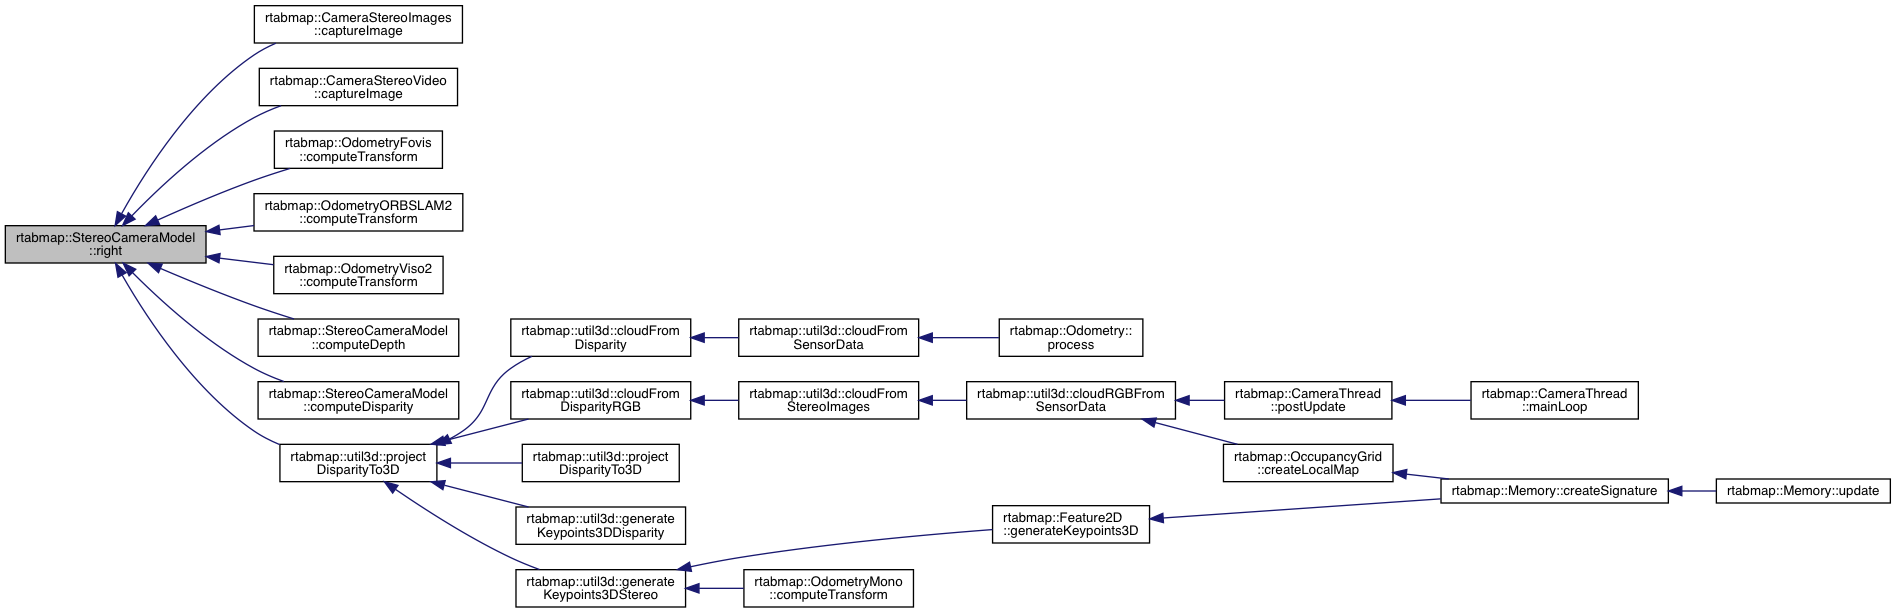 rtabmap::CameraStereoImages
::captureImage
rtabmap::CameraStereoVideo
::captureImage
rtabmap::OdometryFovis
::computeTransform
rtabmap::OdometryORBSLAM2
::computeTransform
rtabmap::StereoCameraModel
::right
rtabmap::OdometryViso2
::computeTransform
rtabmap::StereoCameraModel
::computeDepth
rtabmap::util3d::cloudFrom
Disparity
rtabmap::util3d::cloudFrom
SensorData
rtabmap::Odometry::
process
rtabmap::StereoCameraModel
::computeDisparity
rtabmap::util3d::cloudFrom
DisparityRGB
rtabmap::util3d::cloudFrom
StereoImages
rtabmap::util3d::cloudRGBFrom
SensorData
rtabmap::CameraThread
::postUpdate
rtabmap::CameraThread
::mainLoop
rtabmap::util3d::project
DisparityTo3D
rtabmap::util3d::project
DisparityTo3D
rtabmap::OccupancyGrid
::createLocalMap
rtabmap::Memory::createSignature
rtabmap::Memory::update
rtabmap::util3d::generate
Keypoints3DDisparity
rtabmap::Feature2D
::generateKeypoints3D
rtabmap::util3d::generate
Keypoints3DStereo
rtabmap::OdometryMono
::computeTransform